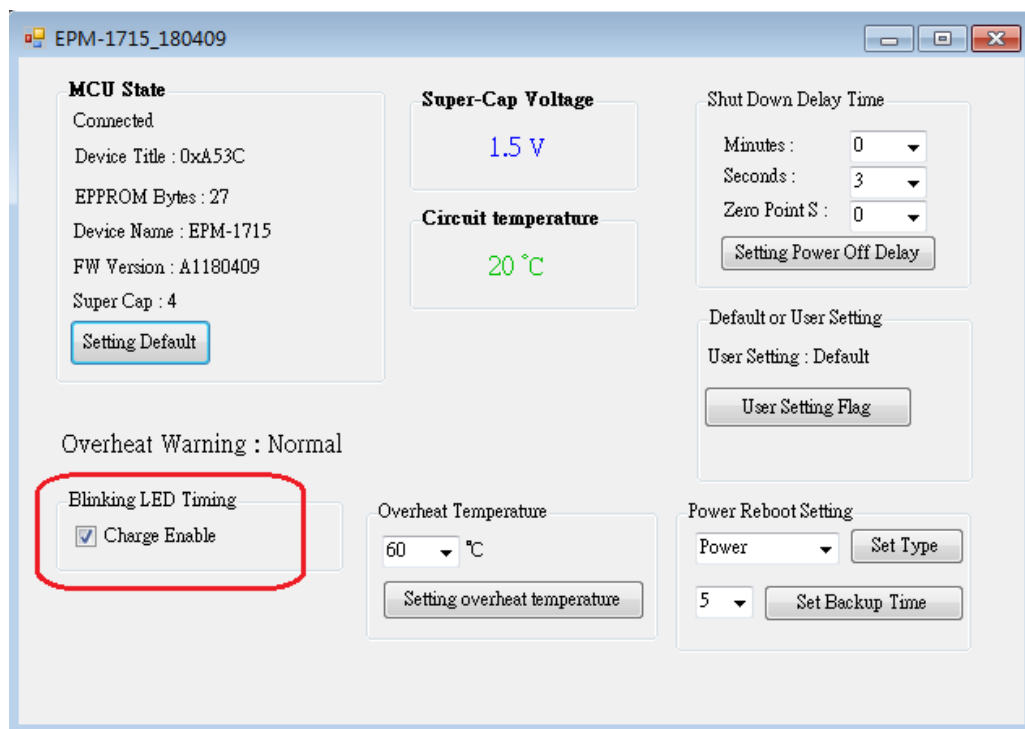 EPM-1715_180409
MCU State
Connected
Device Title : 0xA53C
EPPROM Bytes : 27
Device Name : EPM-1715
FW Version : A1180409
Super Cap : 4
Setting Default
Super-Cap Voltage
1.5 V
Circuit temperature
20 °C
Shut Down Delay Time
Minutes : 0
Seconds : 3
Zero Point S : 0
Setting Power Off Delay
Default or User Setting
User Setting : Default
User Setting Flag
Overheat Warning : Normal
Blinking LED Timing
Charge Enable
Overheat Temperature
60 °C
Setting overheat temperature
Power Reboot Setting
Power Set Type
5 Set Backup Time